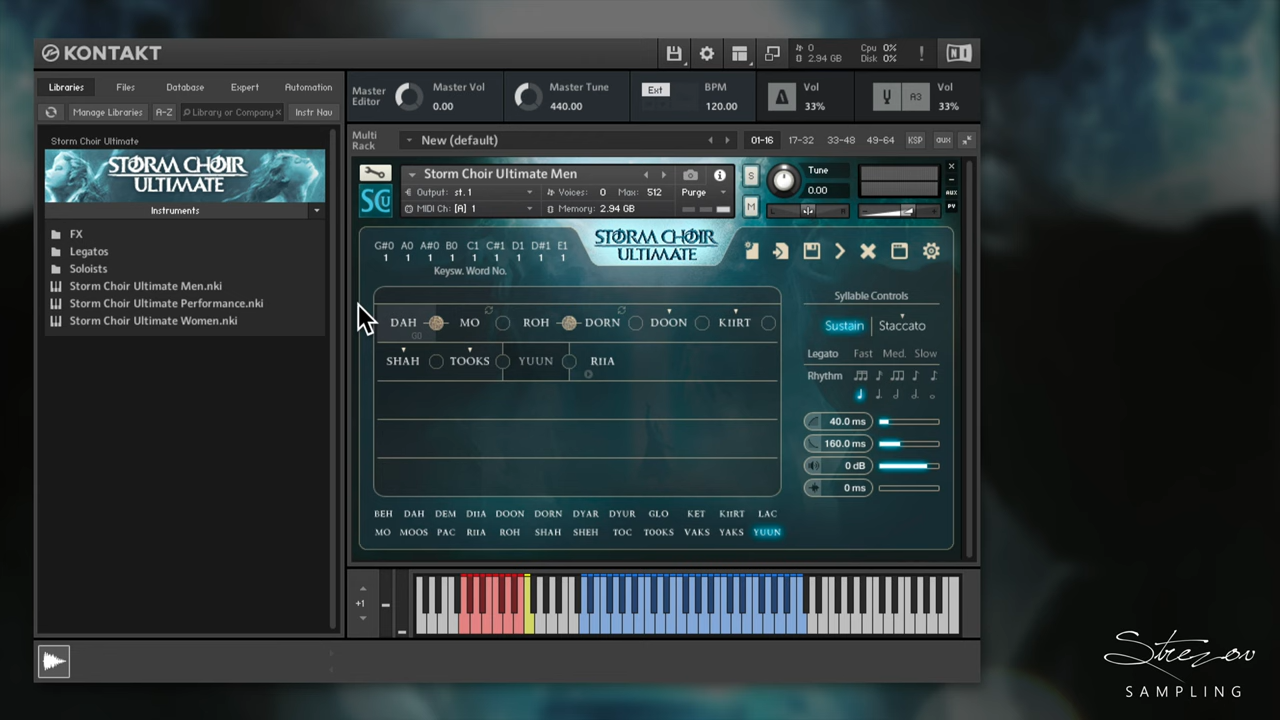 KONTAKT
0
2.94 GB
Cpu 0%
Disk 0%
!
NI
Libraries Files Database Expert Automation
Manage Libraries A-Z Library or Company Instr Nav
Master Editor
Master Vol
0.00
Master Tune
440.00
Ext
BPM
120.00
Vol
33%
A3
Vol
33%
Multi Rack
New (default)
01-16 17-32 33-48 49-64 KSP aux
Storm Choir Ultimate
STORM CHOIR
ULTIMATE
Instruments
FX
Legatos
Soloists
Storm Choir Ultimate Men.nki
Storm Choir Ultimate Performance.nki
Storm Choir Ultimate Women.nki
SCU
Storm Choir Ultimate Men
Output: st. 1 Voices: 0 Max: 512 Purge
MIDI Ch: [A] 1 Memory: 2.94 GB
S
M
Tune
0.00
L R
AUX
PV
G#0 A0 A#0 B0 C1 C#1 D1 D#1 E1
1 1 1 1 1 1 1 1 1
Keysw. Word No.
STORM CHOIR
ULTIMATE
DAH MO ROH DORN DOON KIIRT
SHAH TOOKS YUUN RIIA
BEH DAH DEM DIIA DOON DORN DYAR DYUR GLO KET KIIRT LAC
MO MOOS PAC RIIA ROH SHAH SHEH TOC TOOKS VAKS YAKS YUUN
Syllable Controls
Sustain Staccato
Legato Fast Med. Slow
Rhythm
40.0 ms
160.0 ms
0 dB
0 ms
+1
Strezov
SAMPLING